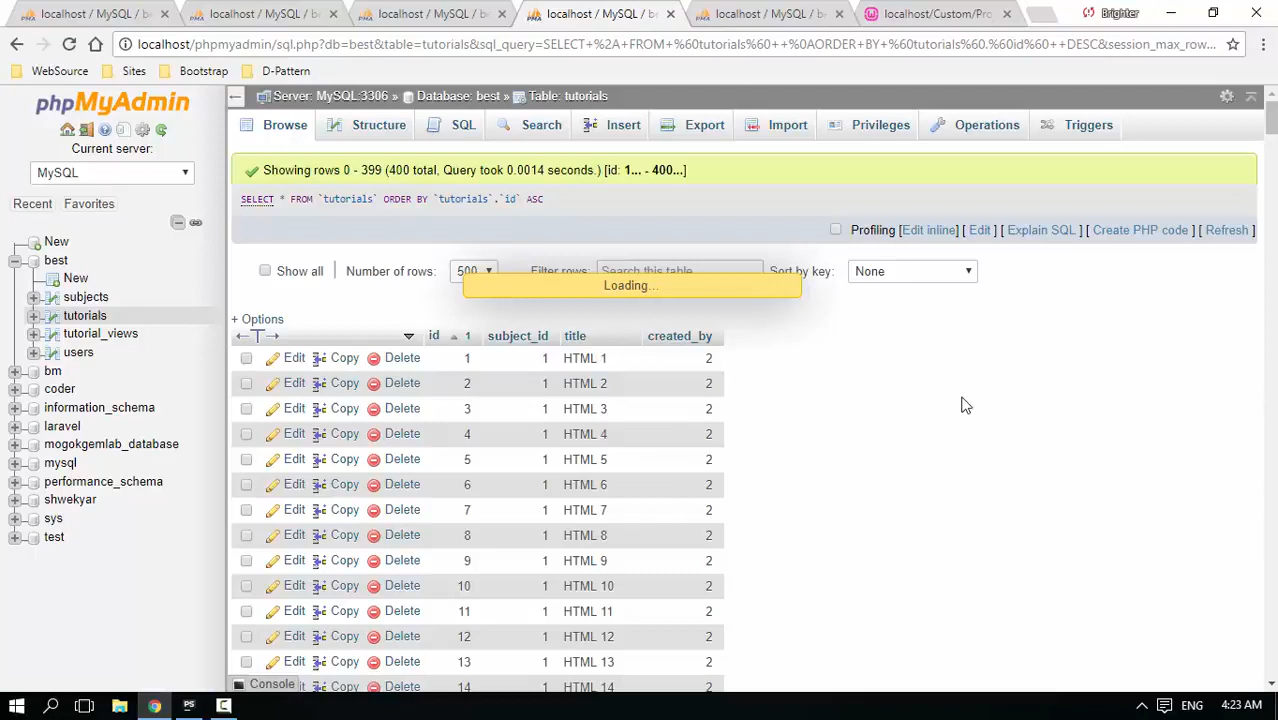 localhost / MySQL / b
localhost / MySQL / b
localhost / MySQL / b
localhost / MySQL / b
localhost / MySQL / b
localhost/Custom/Pro
Brighter
localhost/phpmyadmin/sql.php?db=best&table=tutorials&sql_query=SELECT+%2A+FROM+%60tutorials%60++%0AORDER+BY+%60tutorials%60.%60id%60++DESC&session_max_row...
WebSource
Sites
Bootstrap
D-Pattern
phpMyAdmin
Current server:
MySQL
Recent
Favorites
New
best
New
subjects
tutorials
tutorial_views
users
bm
coder
information_schema
laravel
mogokgemlab_database
mysql
performance_schema
shwekyar
sys
test
Server: MySQL:3306 » Database: best » Table: tutorials
Browse
Structure
SQL
Search
Insert
Export
Import
Privileges
Operations
Triggers
Showing rows 0 - 399 (400 total, Query took 0.0014 seconds.) [id: 1... - 400...]
SELECT * FROM `tutorials` ORDER BY `tutorials`.`id` ASC
Profiling [Edit inline] [ Edit ] [ Explain SQL ] [ Create PHP code ] [ Refresh ]
Show all
Number of rows:
500
Filter rows:
Search this table
Sort by key:
None
Loading...
+ Options
id 1 subject_id title created_by
Edit Copy Delete 1 1 HTML 1 2
Edit Copy Delete 2 1 HTML 2 2
Edit Copy Delete 3 1 HTML 3 2
Edit Copy Delete 4 1 HTML 4 2
Edit Copy Delete 5 1 HTML 5 2
Edit Copy Delete 6 1 HTML 6 2
Edit Copy Delete 7 1 HTML 7 2
Edit Copy Delete 8 1 HTML 8 2
Edit Copy Delete 9 1 HTML 9 2
Edit Copy Delete 10 1 HTML 10 2
Edit Copy Delete 11 1 HTML 11 2
Edit Copy Delete 12 1 HTML 12 2
Edit Copy Delete 13 1 HTML 13 2
Edit Copy Delete 14 1 HTML 14 2
Console
ENG
4:23 AM